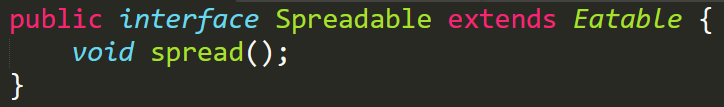 public interface Spreadable extends Eatable {
    void spread();
}